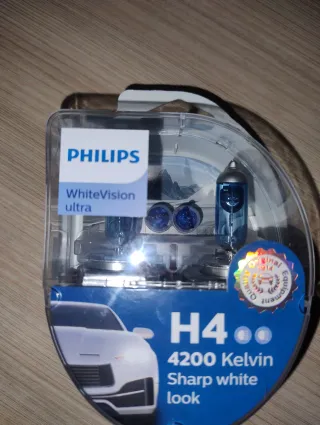 PHILIPS
WhiteVision
ultra
H4
4200 Kelvin
Sharp white
look